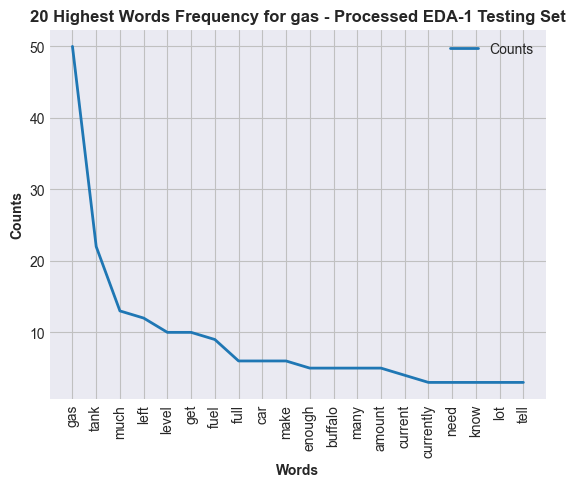 20 Highest Words Frequency for gas - Processed EDA-1 Testing Set
Counts
50
40
30
20
10
Counts
gas
tank
much
left
level
get
fuel
full
car
make
enough
buffalo
many
amount
current
currently
need
know
lot
tell
Words